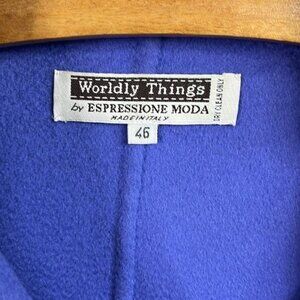 Worldly Things
by ESPRESSIONE MODA
MADE IN ITALY
DRY CLEAN ONLY
46